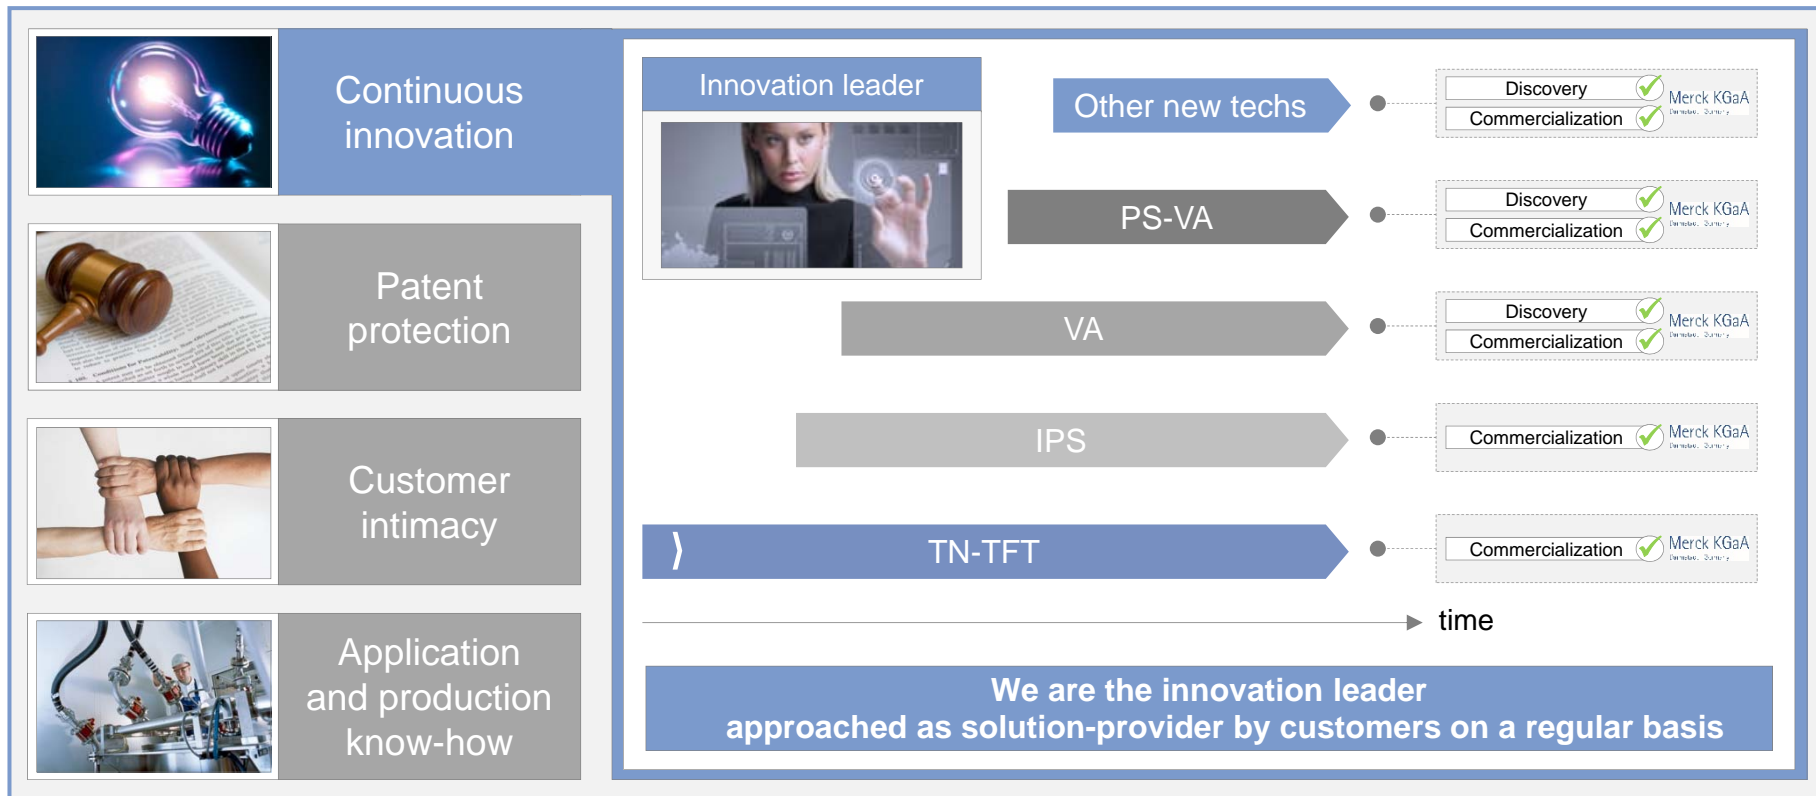 Continuous
innovation
Patent
protection
Customer
intimacy
Application
and production
know-how
Innovation leader
Other new techs
Discovery
Commercialization
Merck KGaA
PS-VA
Discovery
Commercialization
Merck KGaA
VA
Discovery
Commercialization
Merck KGaA
IPS
Commercialization
Merck KGaA
TN-TFT
Commercialization
Merck KGaA
time
We are the innovation leader
approached as solution-provider by customers on a regular basis